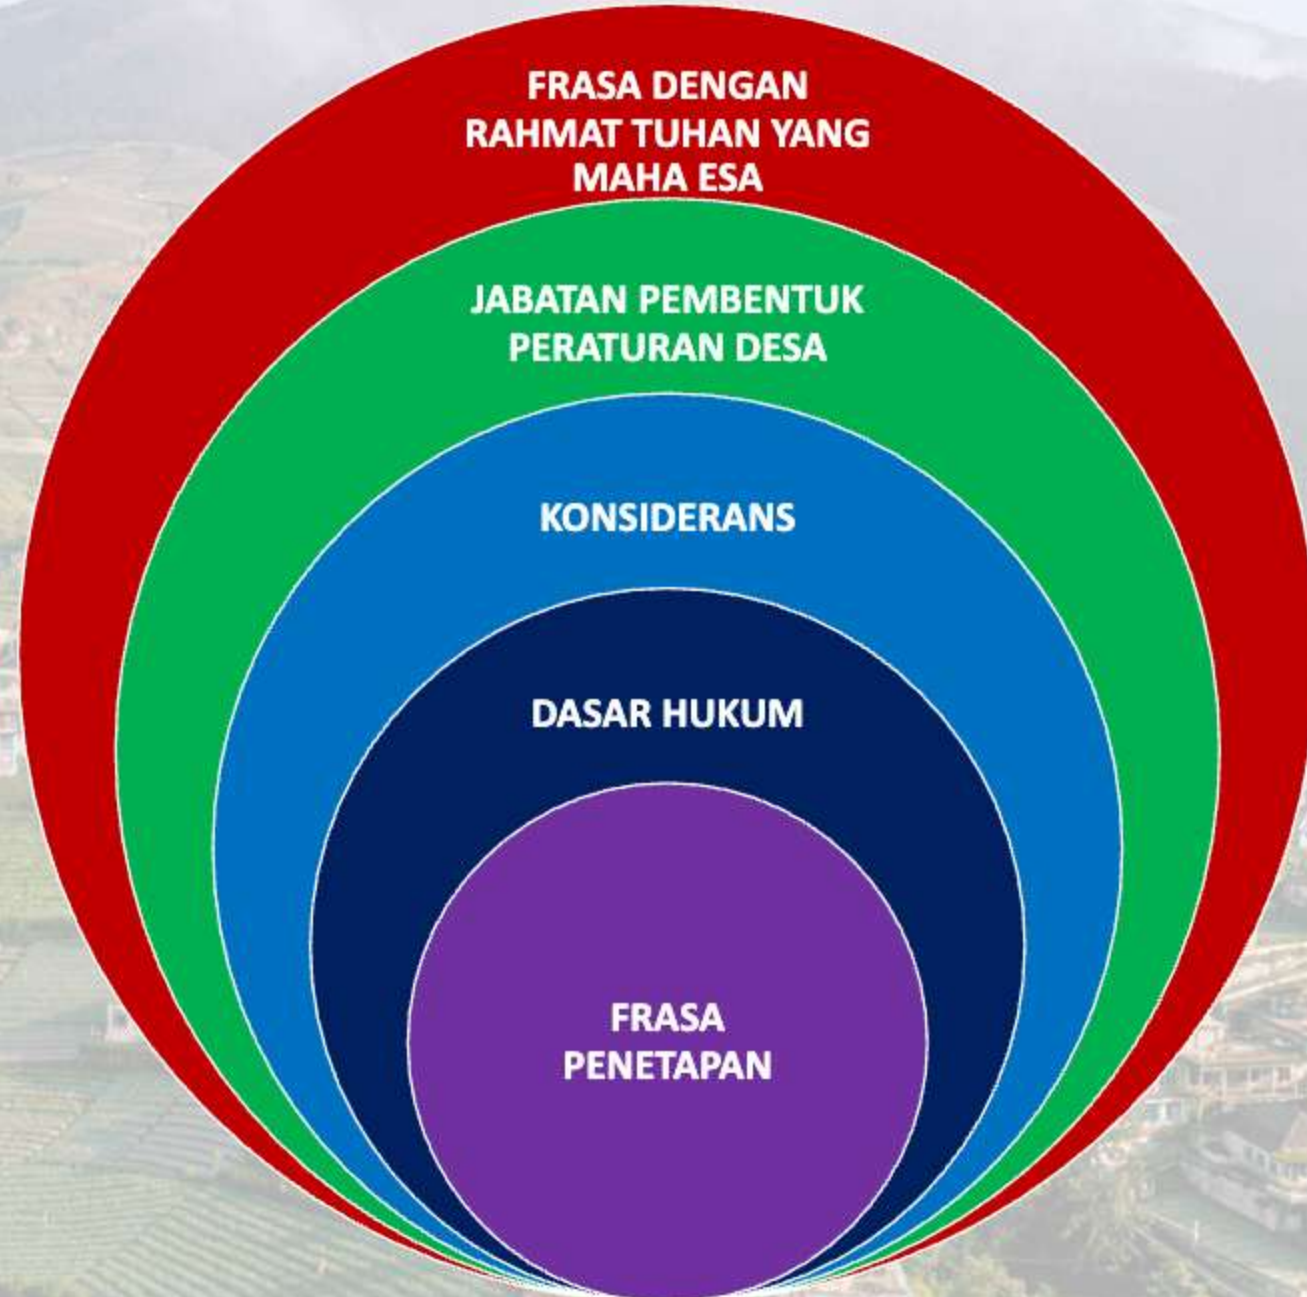 FRASA DENGAN
RAHMAT TUHAN YANG
MAHA ESA
JABATAN PEMBENTUK
PERATURAN DESA
KONSIDERANS
DASAR HUKUM
FRASA
PENETAPAN